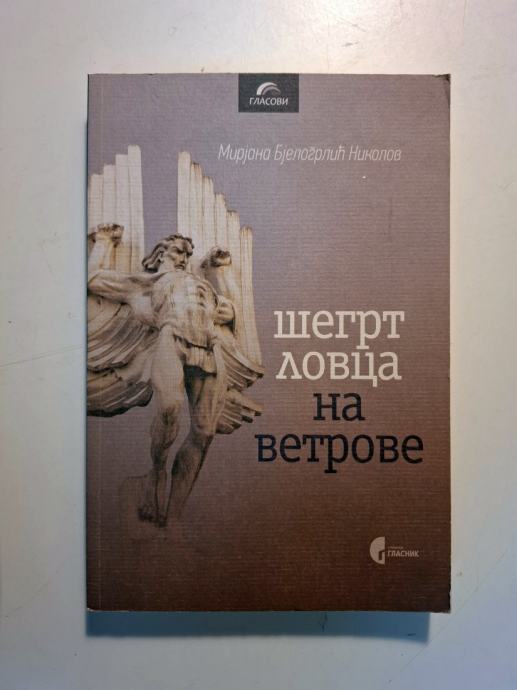 ГЛАСОВИ
Мирјана Бјелогрлић Николов
шегрт
ловца
на
ветрове
ГЛАСНИК